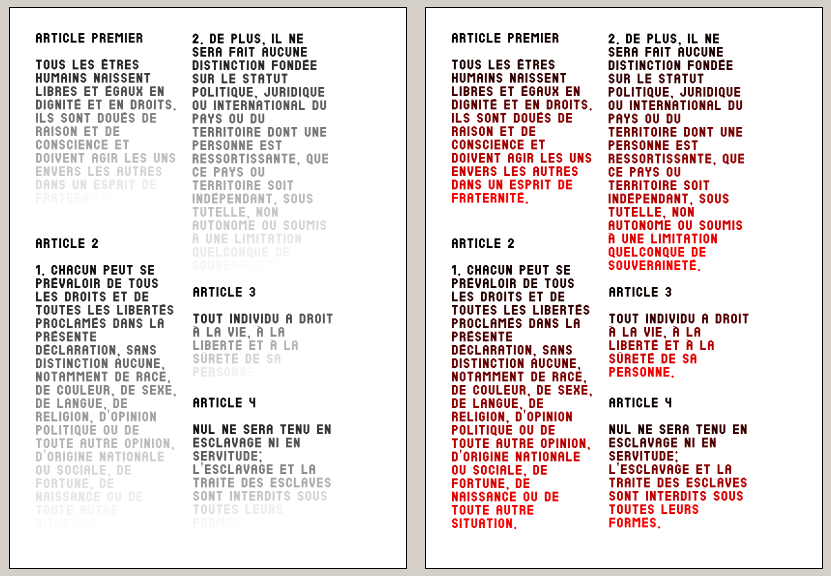 ARTICLE PREMIER
TOUS LES ÊTRES
HUMAINS NAISSENT
LIBRES ET ÉGAUX EN
DIGNITÉ ET EN DROITS.
ILS SONT DOUÉS DE
RAISON ET DE
CONSCIENCE ET
DOIVENT AGIR LES UNS
ENVERS LES AUTRES
DANS UN ESPRIT DE
FRATERNITÉ.
ARTICLE 2
1. CHACUN PEUT SE
PRÉVALOIR DE TOUS
LES DROITS ET DE
TOUTES LES LIBERTÉS
PROCLAMÉS DANS LA
PRÉSENTE
DÉCLARATION, SANS
DISTINCTION AUCUNE,
NOTAMMENT DE RACE,
DE COULEUR, DE SEXE,
DE LANGUE, DE
RELIGION, D'OPINION
POLITIQUE OU DE
TOUTE AUTRE OPINION,
D'ORIGINE NATIONALE
OU SOCIALE, DE
FORTUNE, DE
NAISSANCE OU DE
TOUTE AUTRE
SITUATION.
2. DE PLUS, IL NE
SERA FAIT AUCUNE
DISTINCTION FONDÉE
SUR LE STATUT
POLITIQUE, JURIDIQUE
OU INTERNATIONAL DU
PAYS OU DU
TERRITOIRE DONT UNE
PERSONNE EST
RESSORTISSANTE, QUE
CE PAYS OU
TERRITOIRE SOIT
INDÉPENDANT, SOUS
TUTELLE, NON
AUTONOME OU SOUMIS
À UNE LIMITATION
QUELCONQUE DE
SOUVERAINETÉ.
ARTICLE 3
TOUT INDIVIDU A DROIT
À LA VIE, À LA
LIBERTÉ ET À LA
SÛRETÉ DE SA
PERSONNE.
ARTICLE 4
NUL NE SERA TENU EN
ESCLAVAGE NI EN
SERVITUDE;
L'ESCLAVAGE ET LA
TRAITE DES ESCLAVES
SONT INTERDITS SOUS
TOUTES LEURS
FORMES.
ARTICLE PREMIER
TOUS LES ÊTRES
HUMAINS NAISSENT
LIBRES ET ÉGAUX EN
DIGNITÉ ET EN DROITS.
ILS SONT DOUÉS DE
RAISON ET DE
CONSCIENCE ET
DOIVENT AGIR LES UNS
ENVERS LES AUTRES
DANS UN ESPRIT DE
FRATERNITÉ.
ARTICLE 2
1. CHACUN PEUT SE
PRÉVALOIR DE TOUS
LES DROITS ET DE
TOUTES LES LIBERTÉS
PROCLAMÉS DANS LA
PRÉSENTE
DÉCLARATION, SANS
DISTINCTION AUCUNE,
NOTAMMENT DE RACE,
DE COULEUR, DE SEXE,
DE LANGUE, DE
RELIGION, D'OPINION
POLITIQUE OU DE
TOUTE AUTRE OPINION,
D'ORIGINE NATIONALE
OU SOCIALE, DE
FORTUNE, DE
NAISSANCE OU DE
TOUTE AUTRE
SITUATION.
2. DE PLUS, IL NE
SERA FAIT AUCUNE
DISTINCTION FONDÉE
SUR LE STATUT
POLITIQUE, JURIDIQUE
OU INTERNATIONAL DU
PAYS OU DU
TERRITOIRE DONT UNE
PERSONNE EST
RESSORTISSANTE, QUE
CE PAYS OU
TERRITOIRE SOIT
INDÉPENDANT, SOUS
TUTELLE, NON
AUTONOME OU SOUMIS
À UNE LIMITATION
QUELCONQUE DE
SOUVERAINETÉ.
ARTICLE 3
TOUT INDIVIDU A DROIT
À LA VIE, À LA
LIBERTÉ ET À LA
SÛRETÉ DE SA
PERSONNE.
ARTICLE 4
NUL NE SERA TENU EN
ESCLAVAGE NI EN
SERVITUDE;
L'ESCLAVAGE ET LA
TRAITE DES ESCLAVES
SONT INTERDITS SOUS
TOUTES LEURS
FORMES.